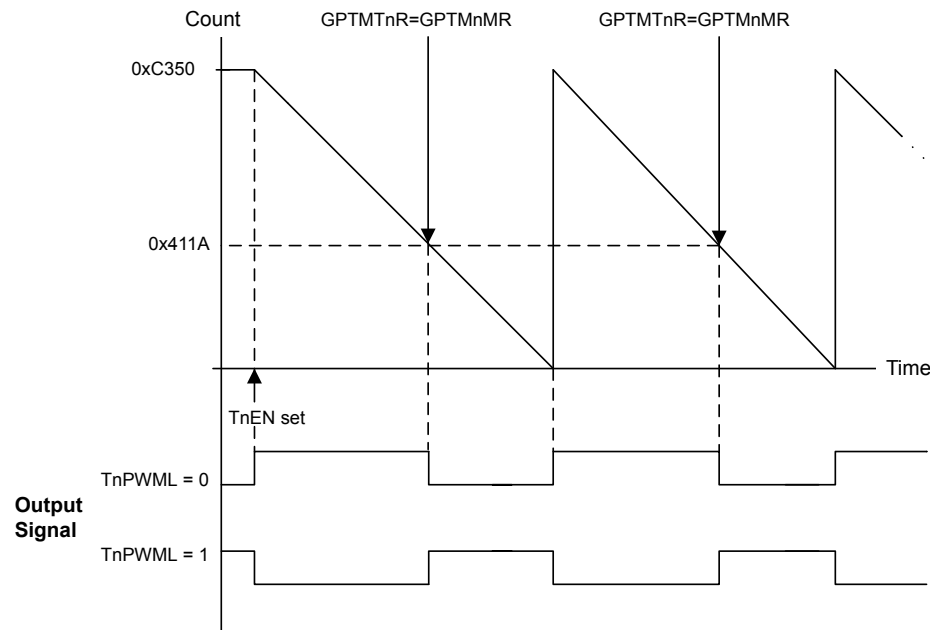 Count
GPTMTnR=GPTMnMR
GPTMTnR=GPTMnMR
0xC350
0x411A
Time
TnEN set
TnPWML = 0
Output
Signal
TnPWML = 1